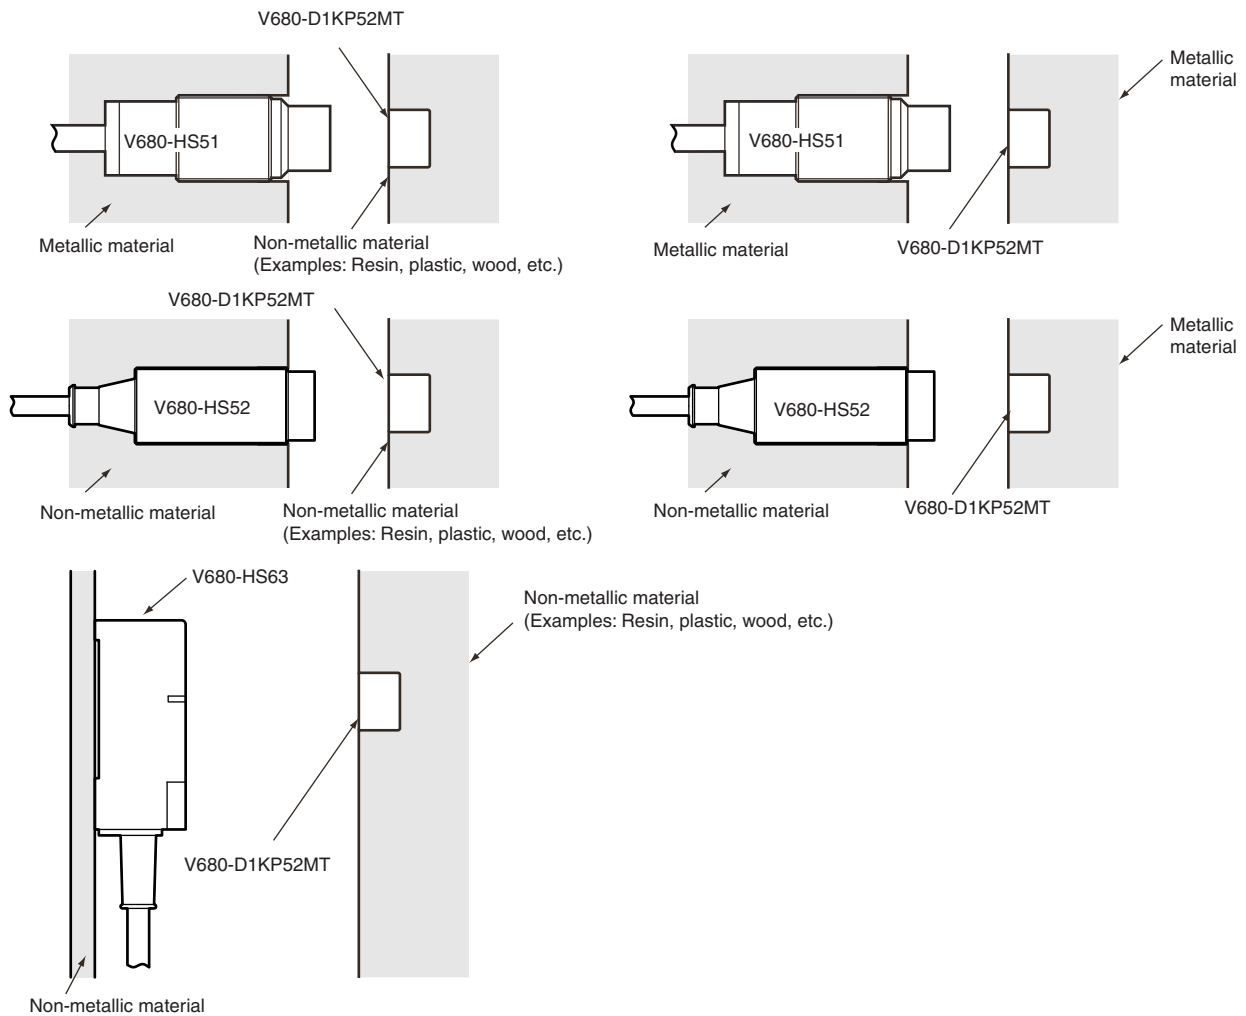 V680-D1KP52MT
Metallic
material
V680-HS51
V680-HS51
Metallic material
Non-metallic material
(Examples: Resin, plastic, wood, etc.)
Metallic material
V680-D1KP52MT
V680-D1KP52MT
Metallic
material
V680-HS52
V680-HS52
Non-metallic material
Non-metallic material
(Examples: Resin, plastic, wood, etc.)
Non-metallic material
V680-D1KP52MT
V680-HS63
Non-metallic material
(Examples: Resin, plastic, wood, etc.)
V680-D1KP52MT
Non-metallic material